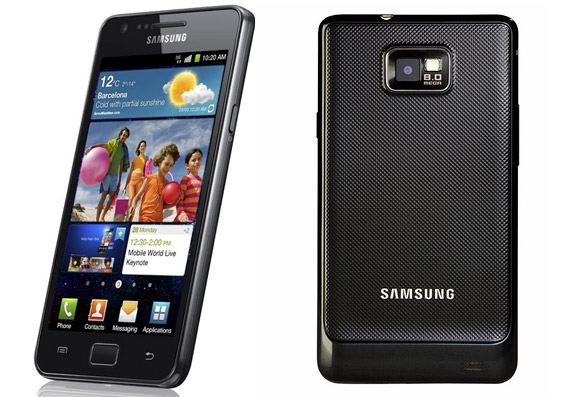 SAMSUNG
10:20 AM
12°C
Barcelona
Cold with partial sunshine
28 Monday
+2
12:30-2:00 PM
Mobile World Live
Keynote
Phone
Contacts
Messaging
Applications
8.0
MEGA
SAMSUNG